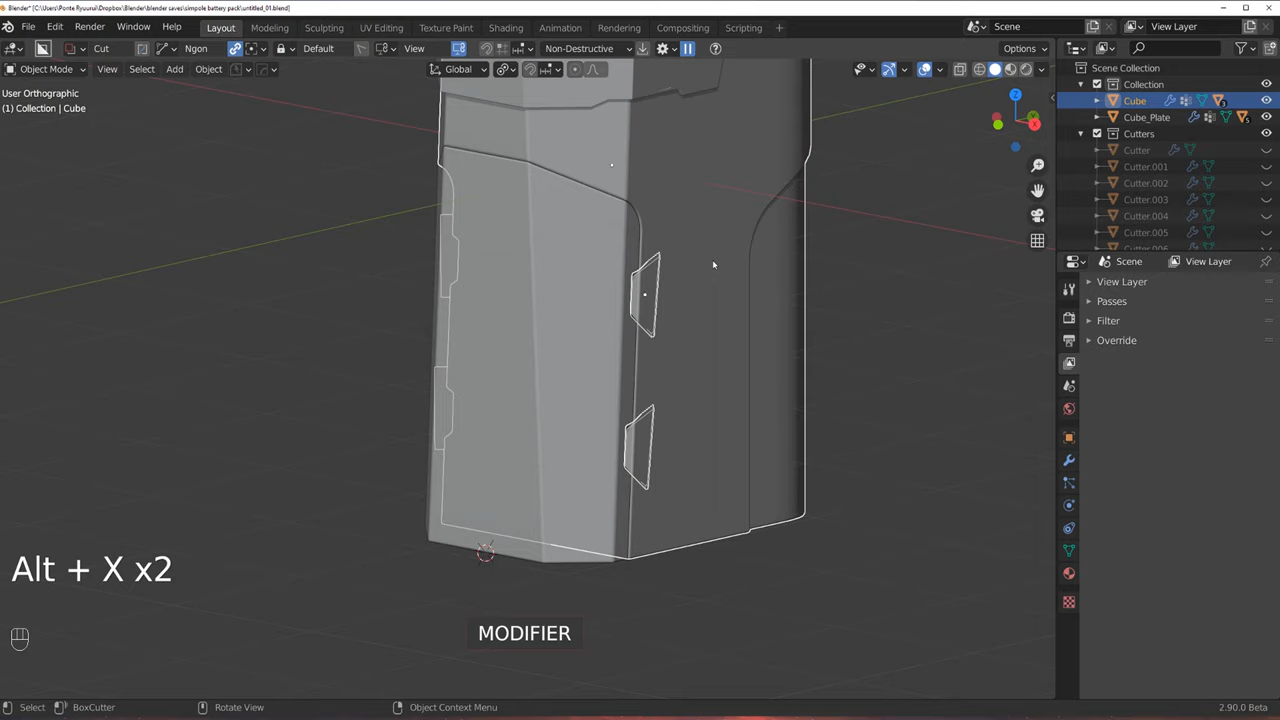 Blender* [C:\Users\Ponte Ryuurui\Dropbox\Blender\blender saves\simpole battery pack\untitled_01.blend]
File Edit Render Window Help Layout Modeling Sculpting UV Editing Texture Paint Shading Animation Rendering Compositing Scripting + Scene View Layer
Cut Ngon Default View Non-Destructive Options
Object Mode View Select Add Object Global
User Orthographic
(1) Collection | Cube
Z
Y
X
Scene Collection
Collection
Cube
3
Cube_Plate
5
Cutters
Cutter
Cutter.001
Cutter.002
Cutter.003
Cutter.004
Cutter.005
Cutter.006
Scene View Layer
View Layer
Passes
Filter
Override
Alt + X x2
MODIFIER
Select BoxCutter Rotate View Object Context Menu 2.90.0 Beta